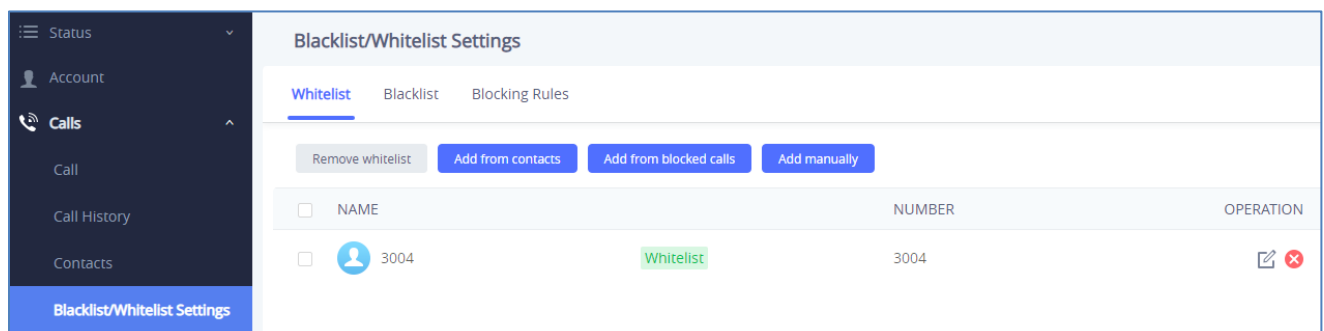 Status
Account
Calls
Call
Call History
Contacts
Blacklist/Whitelist Settings
Blacklist/Whitelist Settings
Whitelist Blacklist Blocking Rules
Remove whitelist Add from contacts Add from blocked calls Add manually
NAME NUMBER OPERATION
3004 Whitelist 3004